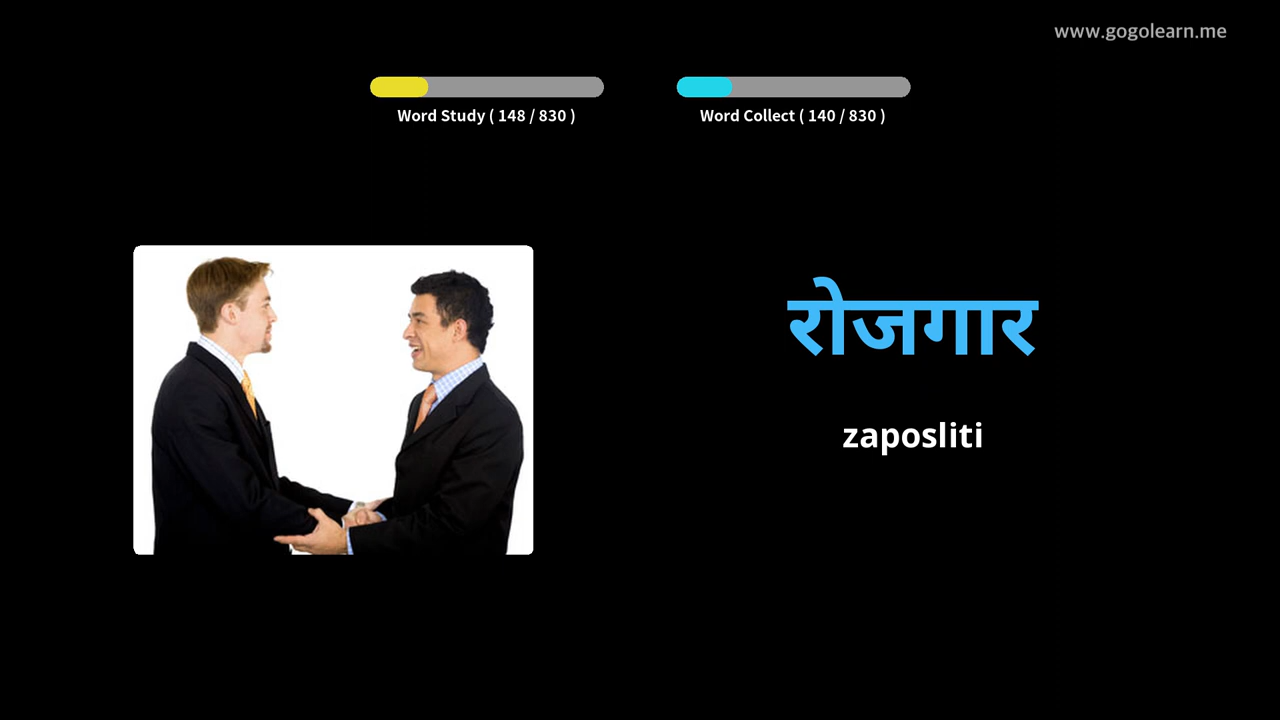 www.gogolearn.me
Word Study ( 148 / 830 )
Word Collect ( 140 / 830 )
रोजगार
zaposliti